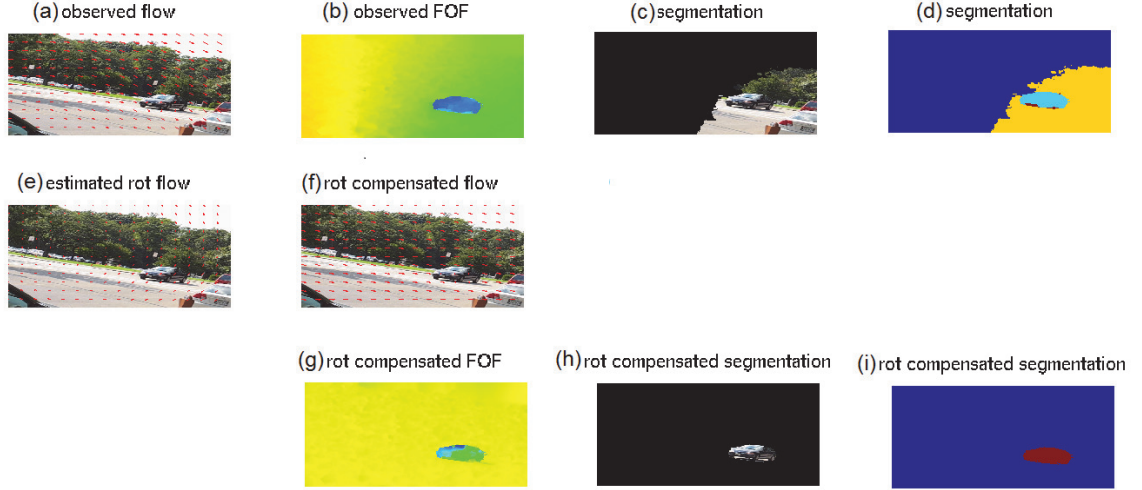 (a) observed flow
(b) observed FOF
(c) segmentation
(d) segmentation
(e) estimated rot flow
(f) rot compensated flow
(g) rot compensated FOF
(h) rot compensated segmentation
(i) rot compensated segmentation